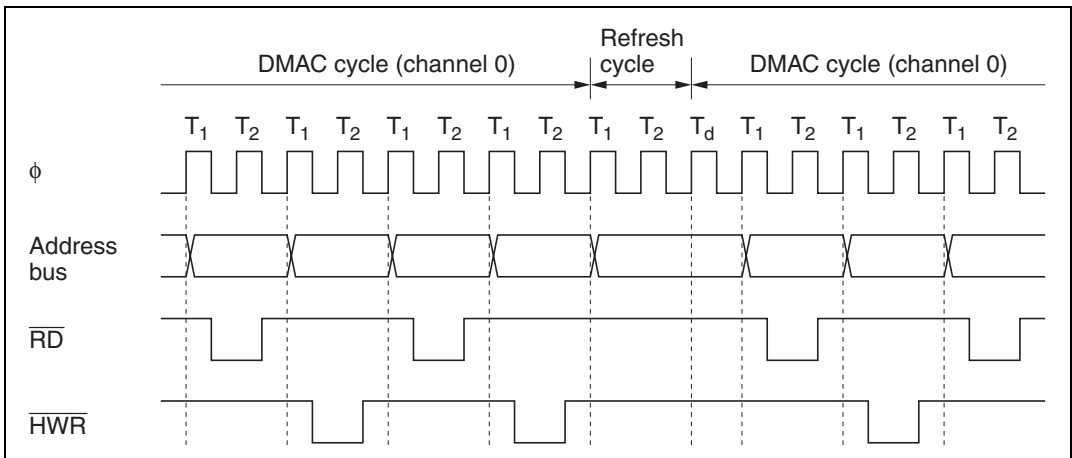 Refresh
DMAC cycle (channel 0) cycle DMAC cycle (channel 0)
T1 T2 T1 T2 T1 T2 T1 T2 T1 T2 Td T1 T2 T1 T2 T1 T2
φ
Address
bus
RD
HWR